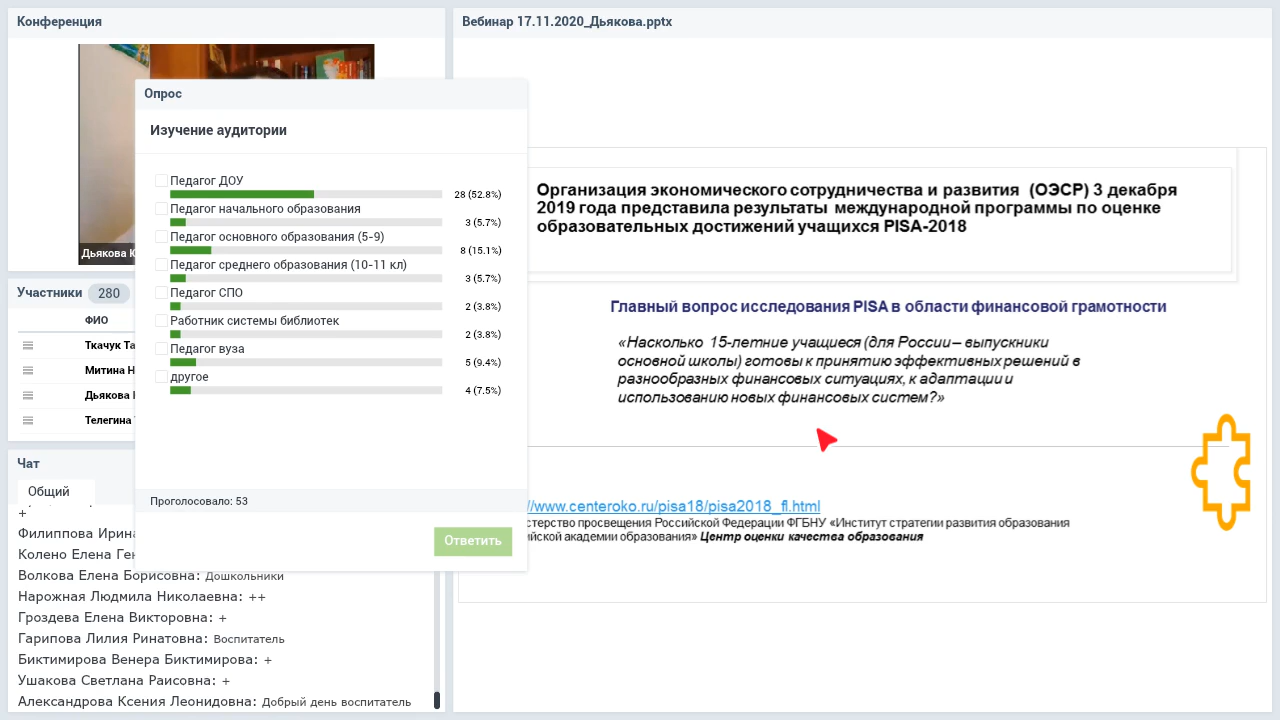 Конференция
Дьякова
Опрос
Изучение аудитории
Педагог ДОУ
28 (52.8%)
Педагог начального образования
3 (5.7%)
Педагог основного образования (5-9)
8 (15.1%)
Педагог среднего образования (10-11 кл)
3 (5.7%)
Педагог СПО
2 (3.8%)
Работник системы библиотек
2 (3.8%)
Педагог вуза
5 (9.4%)
другое
4 (7.5%)
Проголосовало: 53
Ответить
Участники 280
ФИО
Ткачук
Митина
Дьякова
Телегина
Чат
Общий
+
Филиппова Ирина
Колено Елена
Волкова Елена Борисовна: Дошкольники
Нарожная Людмила Николаевна: ++
Гроздева Елена Викторовна: +
Гарипова Лилия Ринатовна: Воспитатель
Биктимирова Венера Биктимирова: +
Ушакова Светлана Раисовна: +
Александрова Ксения Леонидовна: Добрый день воспитатель
Вебинар 17.11.2020_Дьякова.pptx
Организация экономического сотрудничества и развития (ОЭСР) 3 декабря
2019 года представила результаты международной программы по оценке
образовательных достижений учащихся PISA-2018
Главный вопрос исследования PISA в области финансовой грамотности
«Насколько 15-летние учащиеся (для России – выпускники
основной школы) готовы к принятию эффективных решений в
разнообразных финансовых ситуациях, к адаптации и
использованию новых финансовых систем?»
//www.centeroko.ru/pisa18/pisa2018_fl.html
стерство просвещения Российской Федерации ФГБНУ «Институт стратегии развития образования
йской академии образования» Центр оценки качества образования